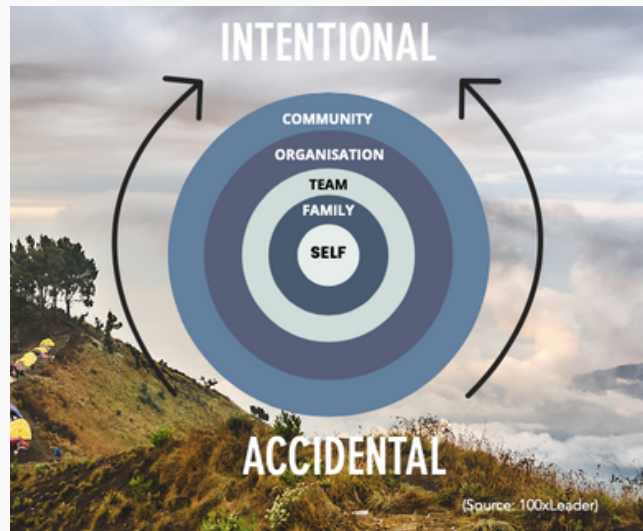 INTENTIONAL
COMMUNITY
ORGANISATION
TEAM
FAMILY
SELF
ACCIDENTAL
(Source: 100xLeader)